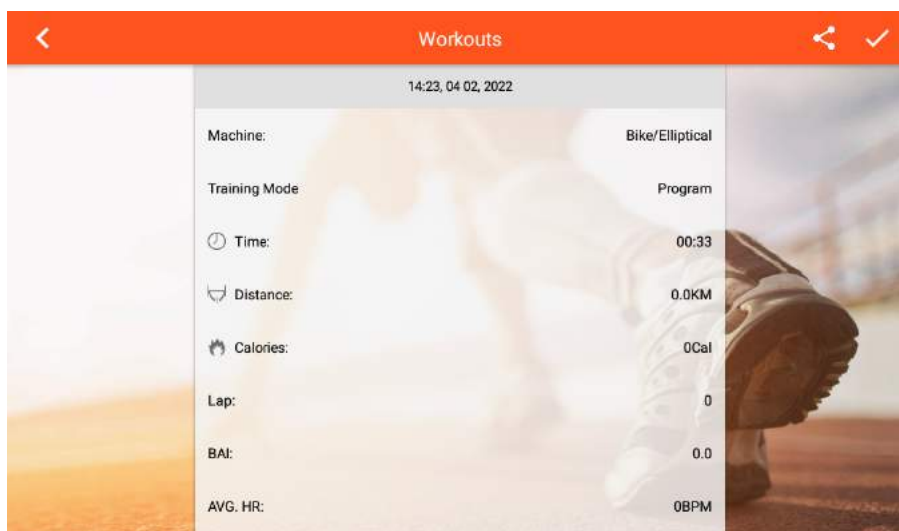 Workouts
14:23, 04 02, 2022
Machine: Bike/Elliptical
Training Mode Program
Time: 00:33
Distance: 0.0KM
Calories: 0Cal
Lap: 0
BAI: 0.0
AVG. HR: 0BPM